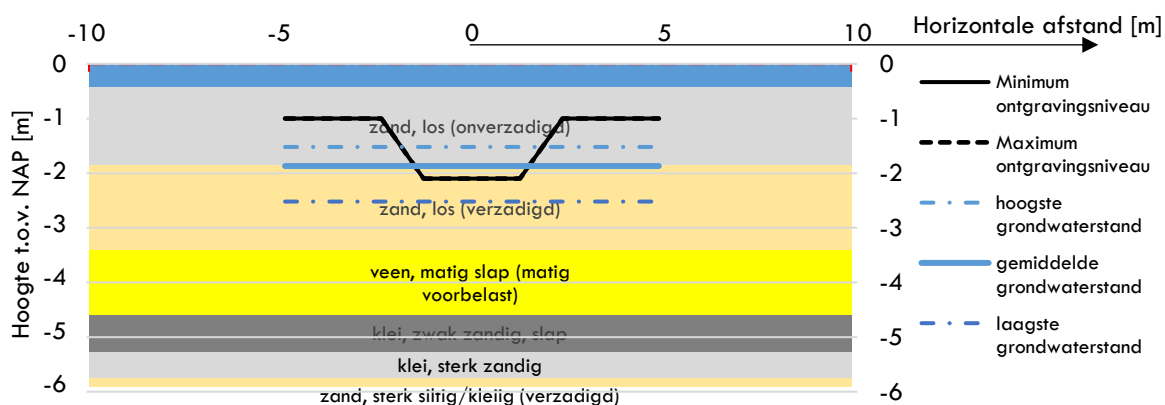 Horizontale afstand [m]
-10
-5
0
5
10
Hoogte t.o.v. NAP [m]
0
-1
-2
-3
-4
-5
-6
zand, los (onverzadigd)
zand, los (verzadigd)
veen, matig slap (matig
voorbelast)
klei, zwak zandig, slap
klei, sterk zandig
zand, sterk siltig/kleiig (verzadigd)
0
-1
-2
-3
-4
-5
-6
Minimum
ontgravingsniveau
Maximum
ontgravingsniveau
hoogste
grondwaterstand
gemiddelde
grondwaterstand
laagste
grondwaterstand